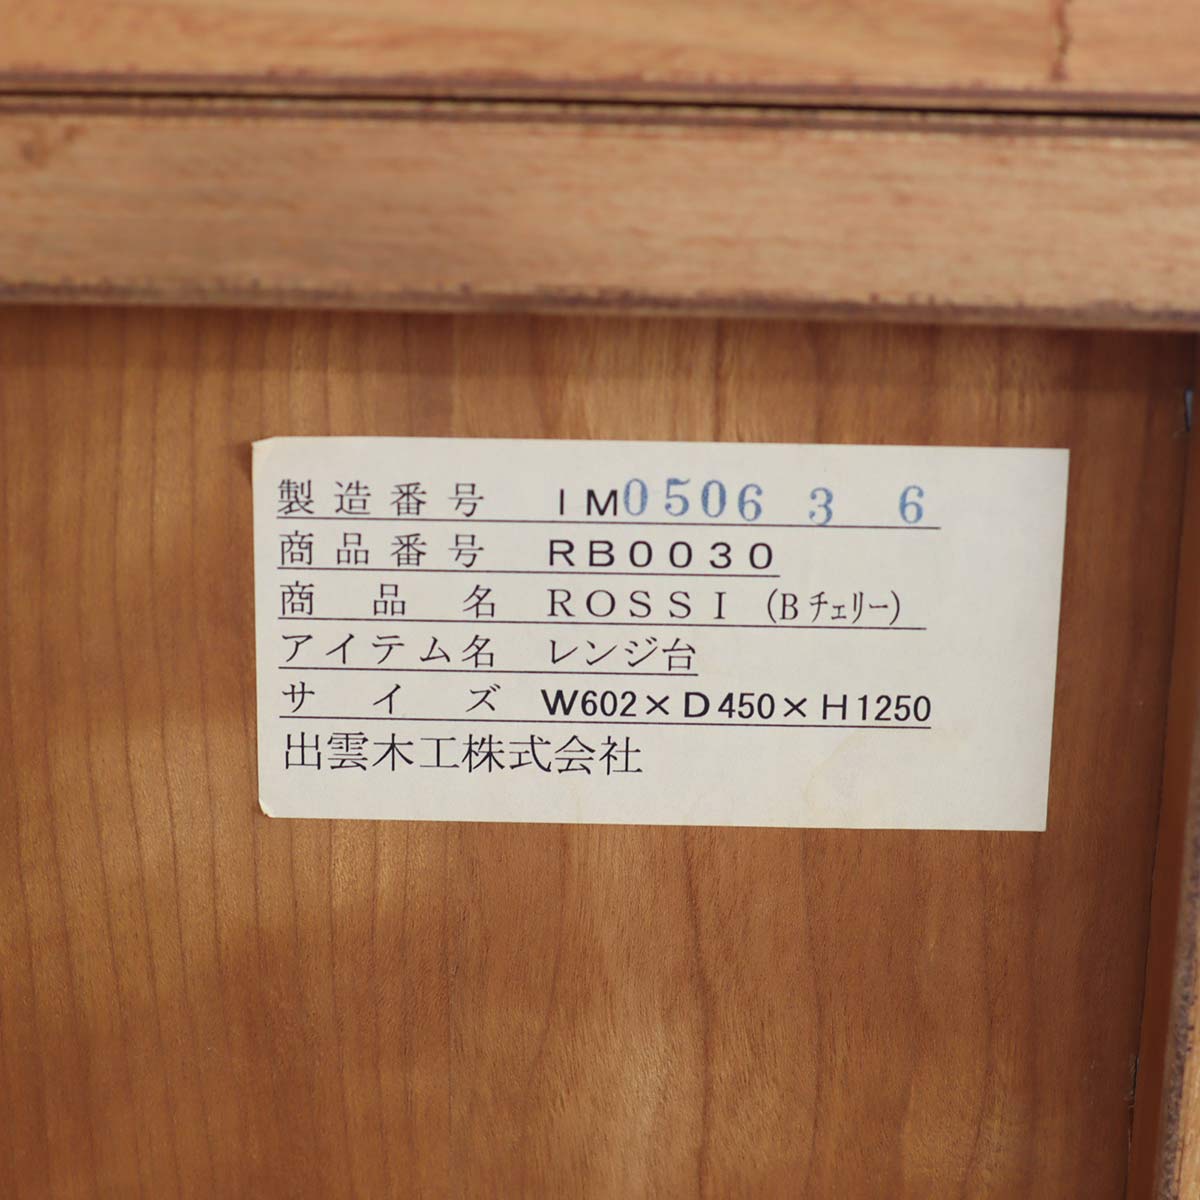 製造番号 IM0506 3 6
商品番号 RB0030
商品名 ROSSI (Bチェリー)
アイテム名 レンジ台
サイズ W602×D450×H1250
出雲木工株式会社